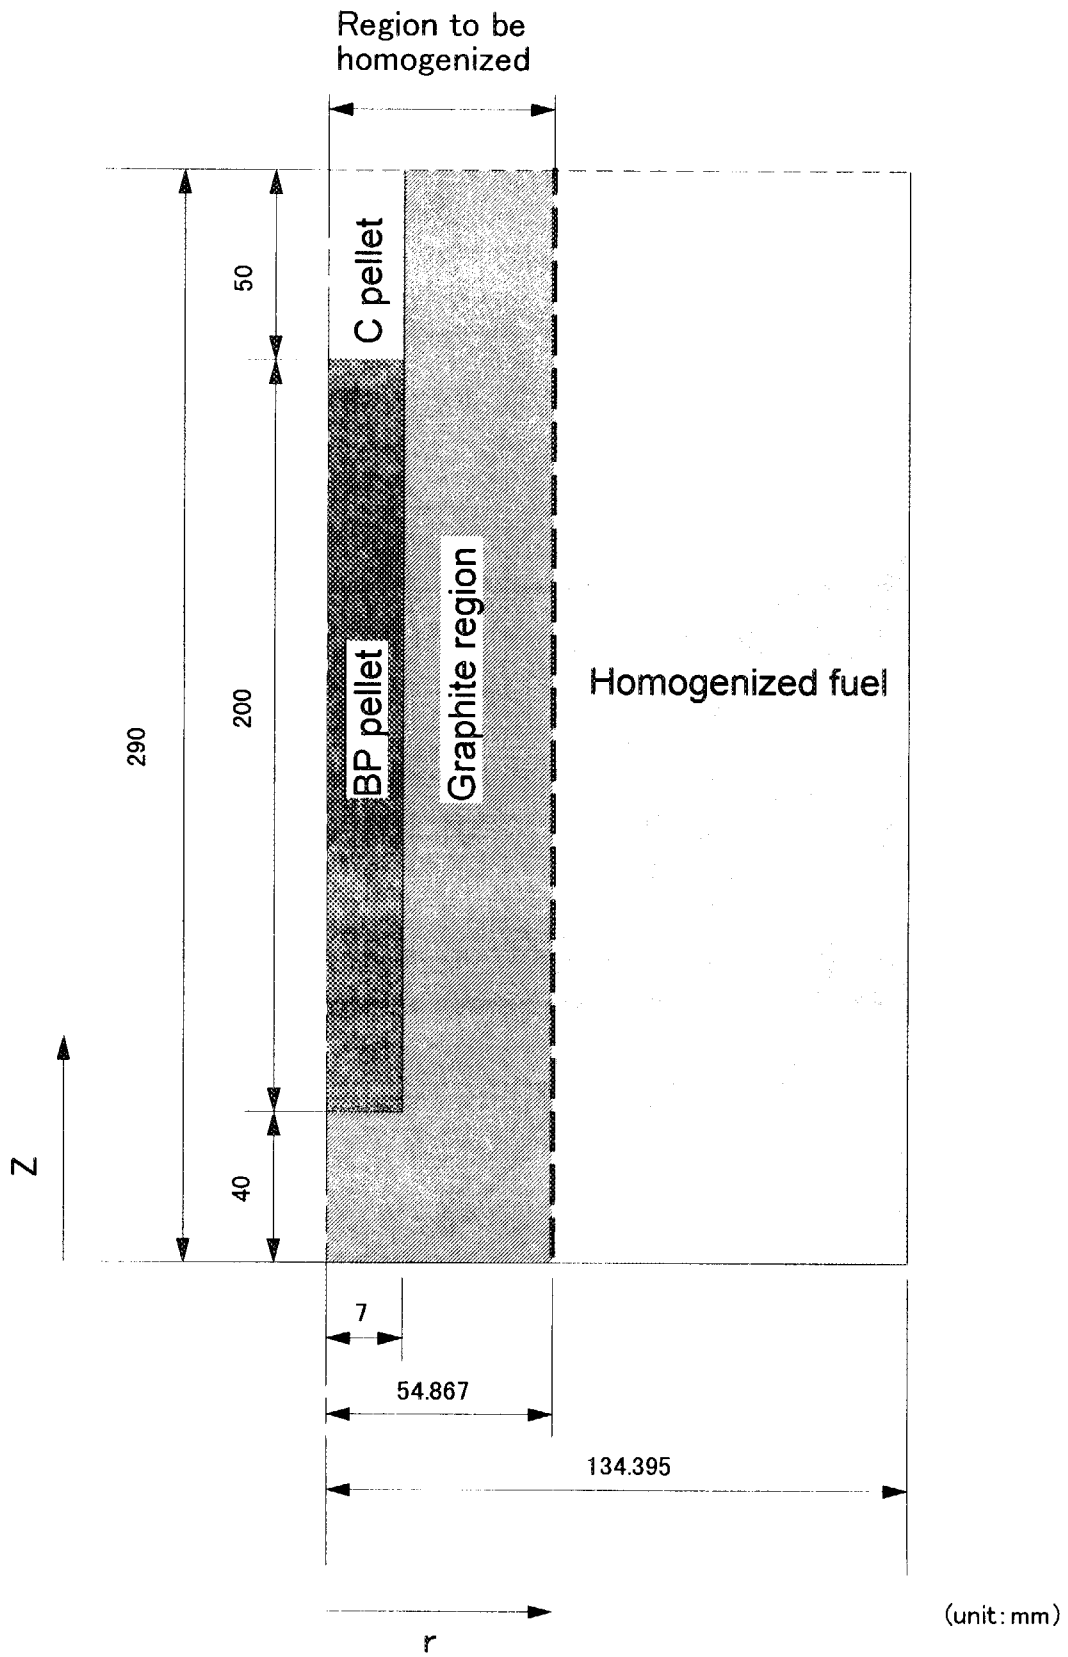 Region to be
homogenized
C pellet
50
BP pellet
Graphite region
Homogenized fuel
200
290
40
Z
7
54.867
134.395
r
(unit:mm)